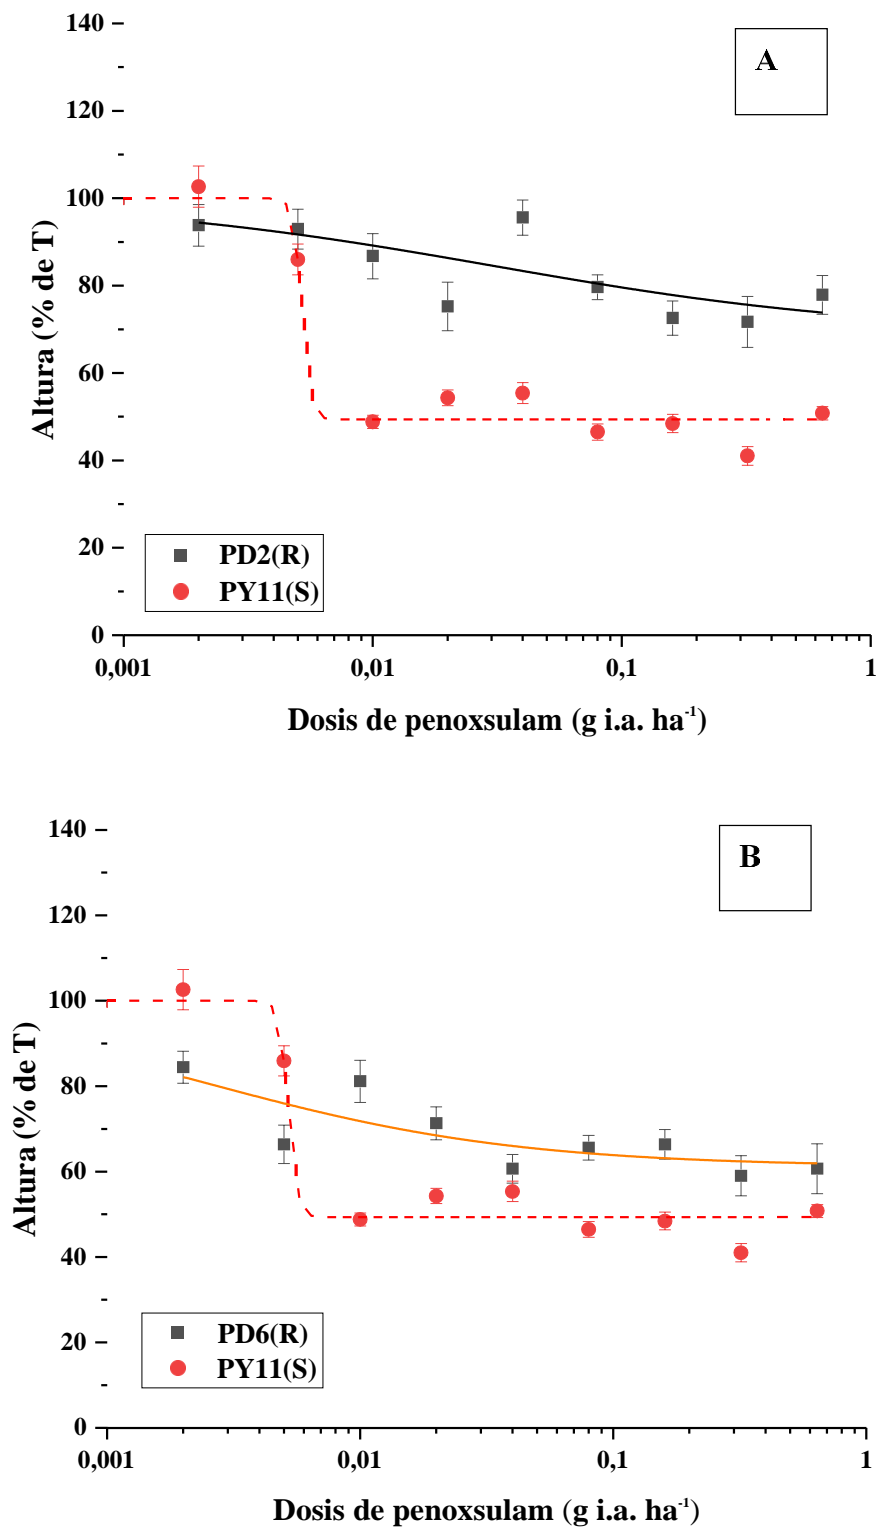 A
140
120
100
80
60
40
20
0
Altura (% de T)
PD2(R)
PY11(S)
0,001 0,01 0,1 1
Dosis de penoxsulam (g i.a. ha⁻¹)
B
140
120
100
80
60
40
20
0
Altura (% de T)
PD6(R)
PY11(S)
0,001 0,01 0,1 1
Dosis de penoxsulam (g i.a. ha⁻¹)